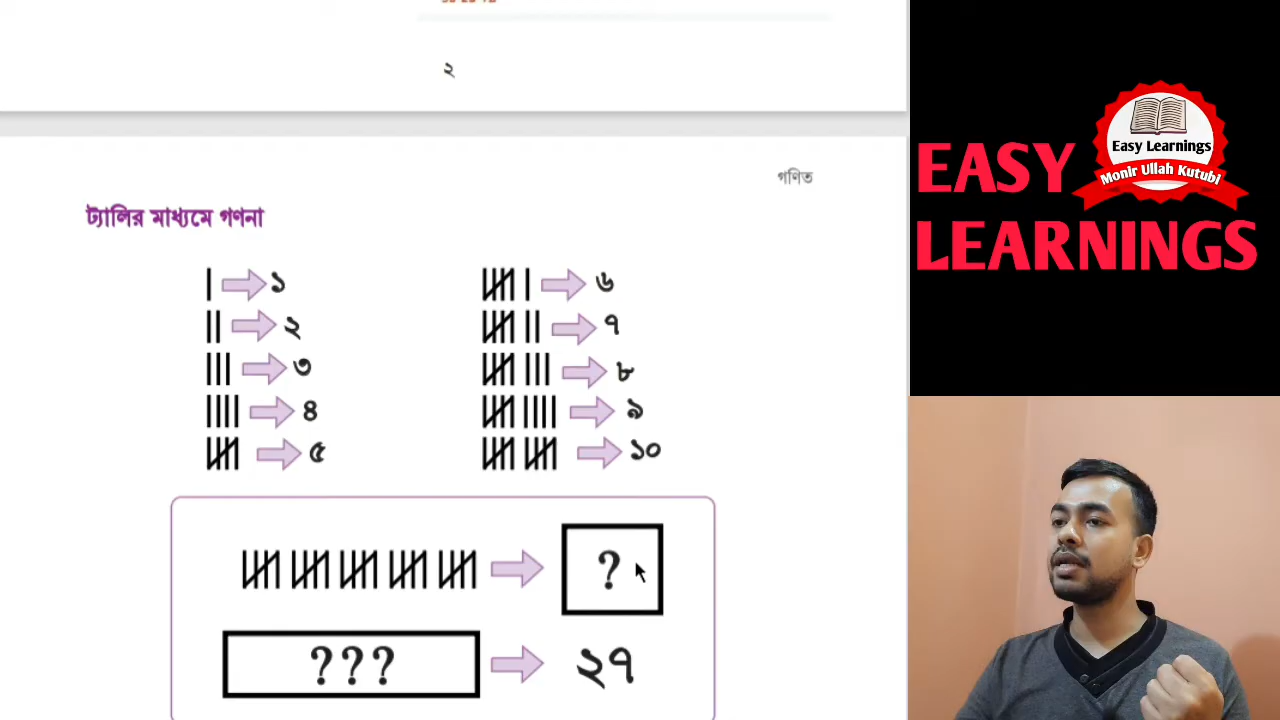 ২
গণিত
ট্যালির মাধ্যমে গণনা
১
২
৩
৪
৫
৬
৭
৮
৯
১০
?
???
২৭
EASY
LEARNINGS
Easy Learnings
Monir Ullah Kutubi